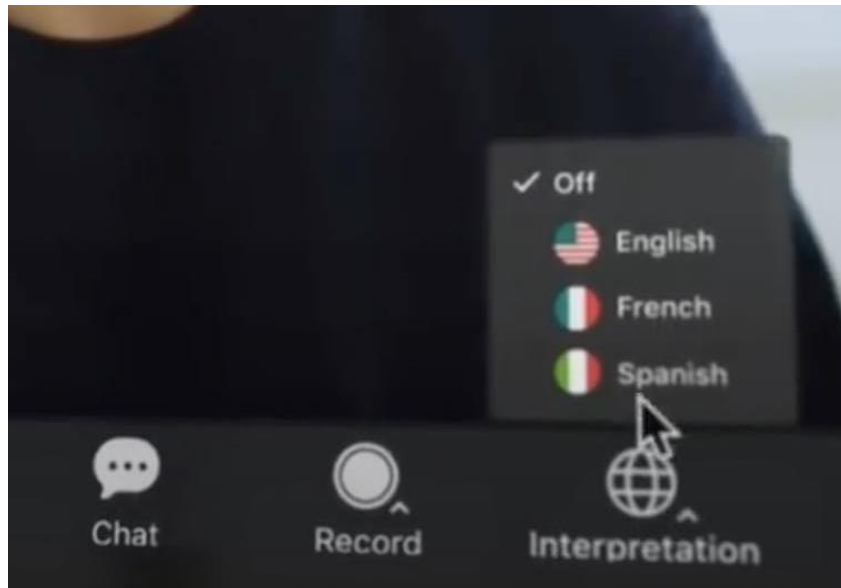 Off
English
French
Spanish
Chat
Record
Interpretation